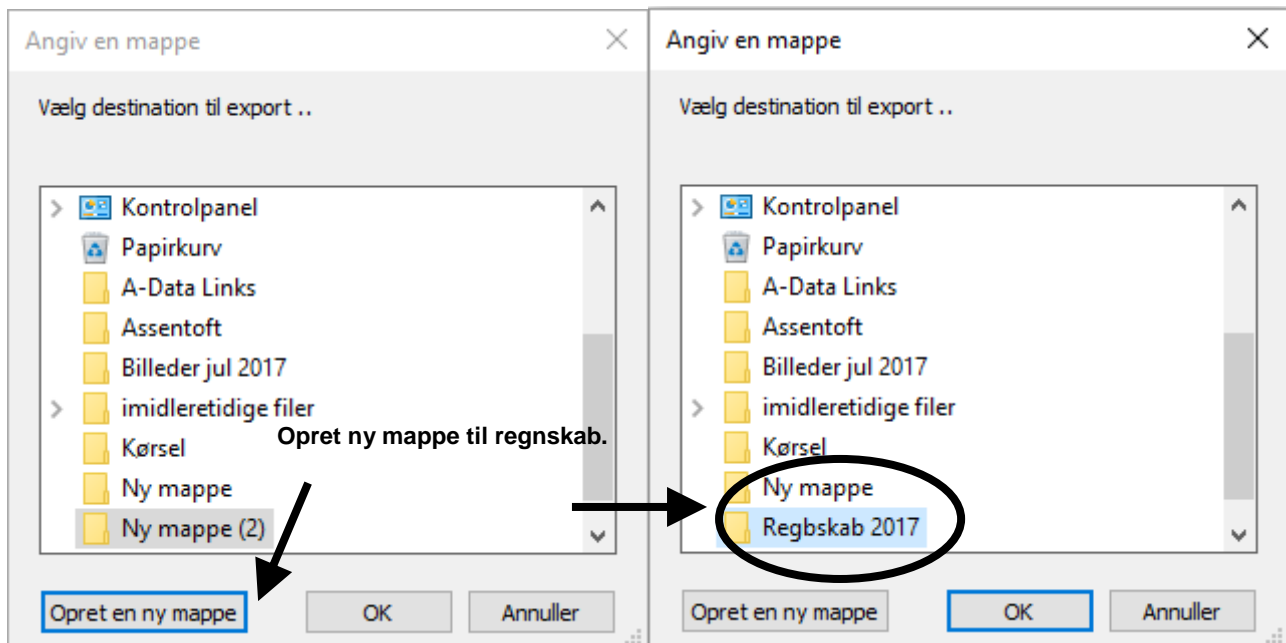 Angiv en mappe
Vælg destination til export ..
Kontrolpanel
Papirkurv
A-Data Links
Assentoft
Billeder jul 2017
imidleretidige filer
Kørsel
Ny mappe
Ny mappe (2)
Opret en ny mappe
OK
Annuller
Opret ny mappe til regnskab.
Angiv en mappe
Vælg destination til export ..
Kontrolpanel
Papirkurv
A-Data Links
Assentoft
Billeder jul 2017
imidleretidige filer
Kørsel
Ny mappe
Regbskab 2017
Opret en ny mappe
OK
Annuller